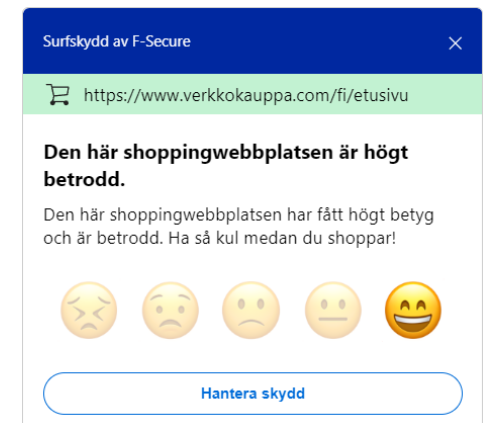 Surfskydd av F-Secure
https://www.verkkokauppa.com/fi/etusivu
Den här shoppingwebbplatsen är högt
betrodd.
Den här shoppingwebbplatsen har fått högt betyg
och är betrodd. Ha så kul medan du shoppar!
Hantera skydd